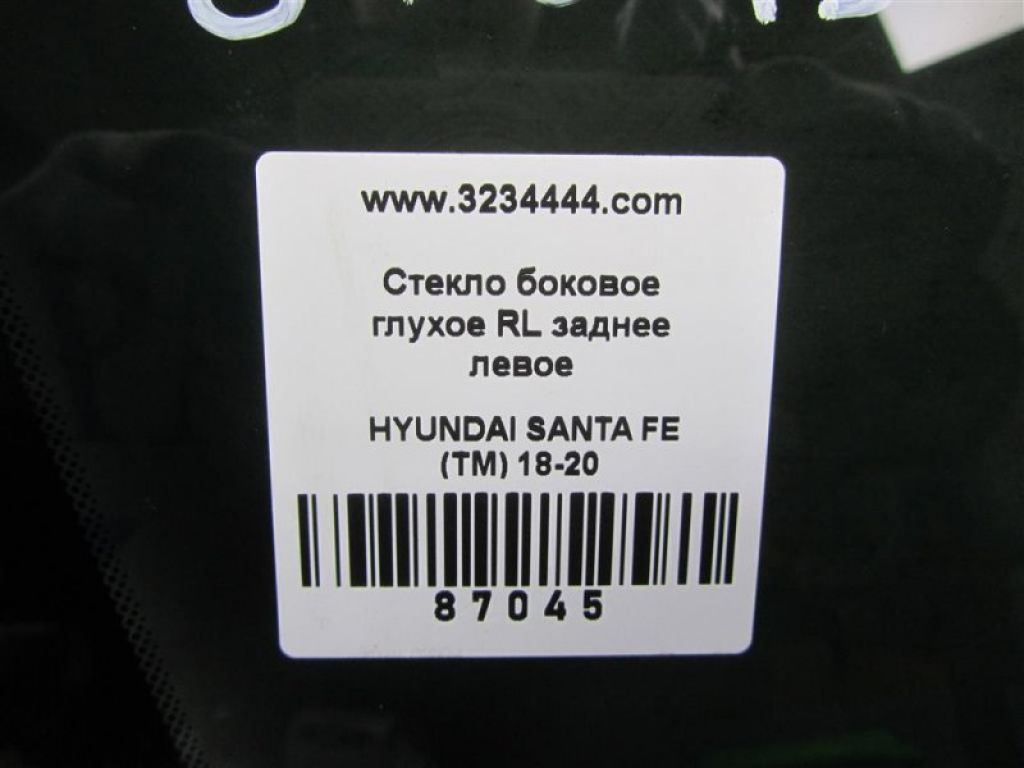 www.3234444.com
Стекло боковое
глухое RL заднее
левое
HYUNDAI SANTA FE
(TM) 18-20
87045